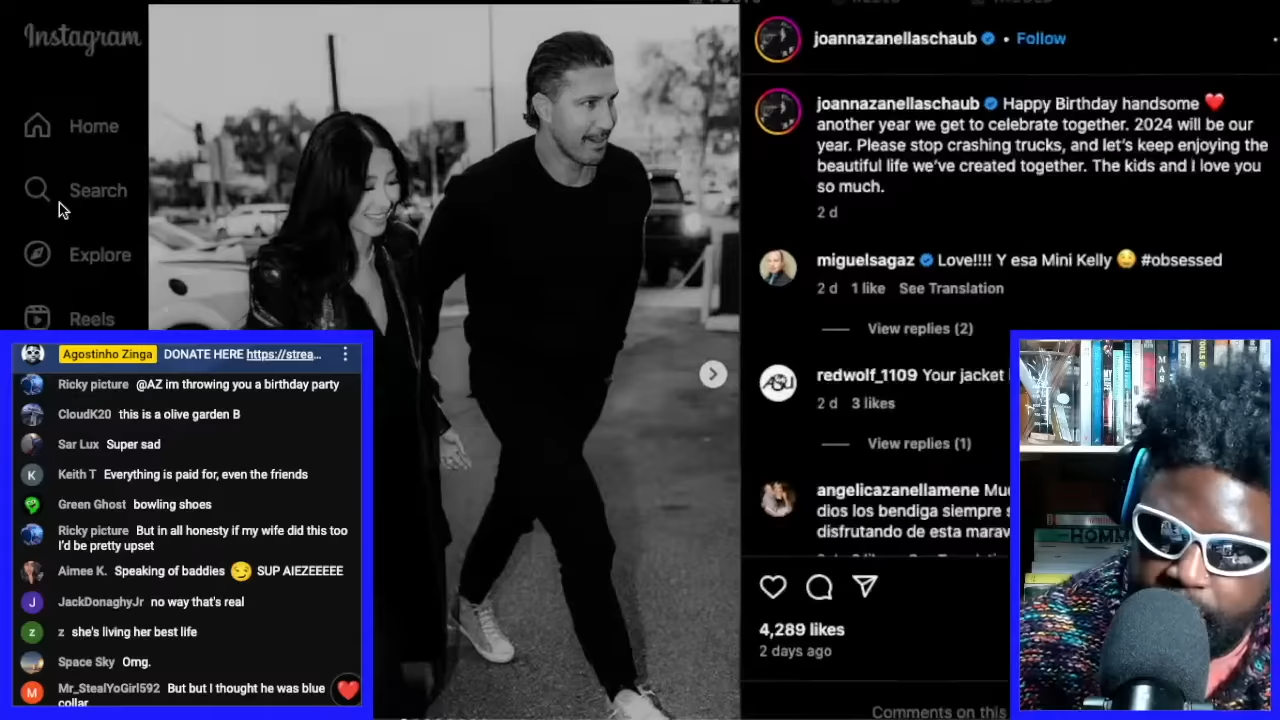 Instagram
Home
Search
Explore
Reels
joannazanellaschaub • Follow
joannazanellaschaub Happy Birthday handsome ❤️
another year we get to celebrate together. 2024 will be our
year. Please stop crashing trucks, and let's keep enjoying the
beautiful life we've created together. The kids and I love you
so much.
2 d
miguelsagaz Love!!!! Y esa Mini Kelly 🤤 #obsessed
2 d 1 like See Translation
View replies (2)
redwolf_1109 Your jacket
2 d 3 likes
View replies (1)
angelicazanellamene
dios los bendiga siempre
disfrutando de esta
4,289 likes
2 days ago
Comments on this
Agostinho Zinga DONATE HERE https://strea...
Ricky picture @AZ im throwing you a birthday party
CloudK20 this is a olive garden B
Sar Lux Super sad
K Keith T Everything is paid for, even the friends
Green Ghost bowling shoes
Ricky picture But in all honesty if my wife did this too
I'd be pretty upset
Aimee K. Speaking of baddies 😏 SUP AIEZEEEEE
J JackDonaghyJr no way that's real
z z she's living her best life
Space Sky Omg.
M Mr_StealYoGirl592 But but I thought he was blue
collar
ASU
HOMM